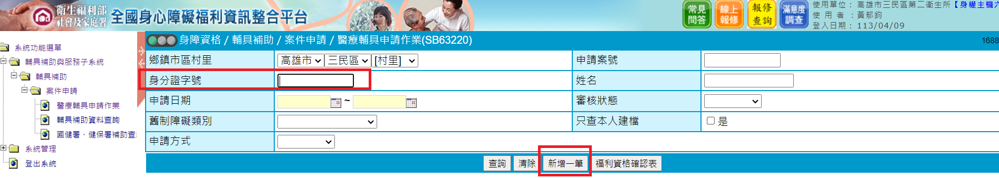 衛生福利部
社會及家庭署
全國身心障礙福利資訊整合平台
常見
問答
線上
報修
報修
查詢
滿意度
調查
使用單位：高雄市三民區第二衛生所【身權主機六
使 用 者 ：黃郁鈞
登入日期：113/04/09
系統功能選單
輔具補助與服務子系統
輔具補助
案件申請
醫療輔具申請作業
輔具補助資料查詢
國健署、健保署補助查
系統管理
登出系統
身障資格 / 輔具補助 / 案件申請 / 醫療輔具申請作業(SB63220)
1688
鄉鎮市區村里 高雄市 三民區 [村里] 申請案號
身分證字號 姓名
申請日期 ~ 審核狀態
舊制障礙類別 只查本人建檔 是
申請方式
查詢 清除 新增一筆 福利資格確認表